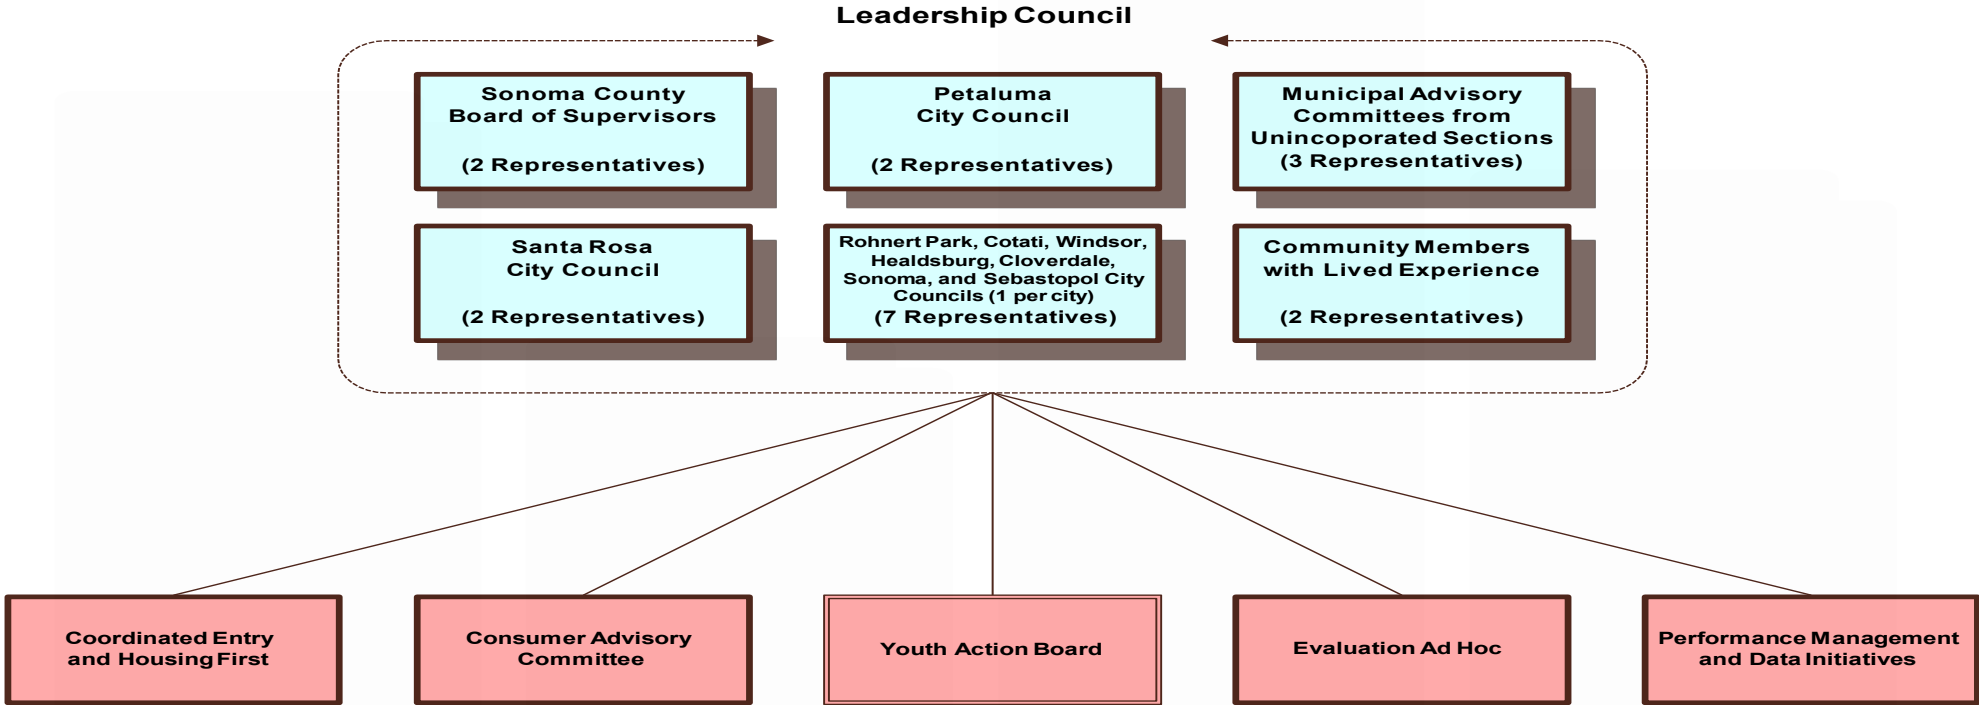 Leadership Council
Sonoma County
Board of Supervisors
(2 Representatives)
Petaluma
City Council
(2 Representatives)
Municipal Advisory
Committees from
Unincoporated Sections
(3 Representatives)
Santa Rosa
City Council
(2 Representatives)
Rohnert Park, Cotati, Windsor,
Healdsburg, Cloverdale,
Sonoma, and Sebastopol City
Councils (1 per city)
(7 Representatives)
Community Members
with Lived Experience
(2 Representatives)
Coordinated Entry
and Housing First
Consumer Advisory
Committee
Youth Action Board
Evaluation Ad Hoc
Performance Management
and Data Initiatives